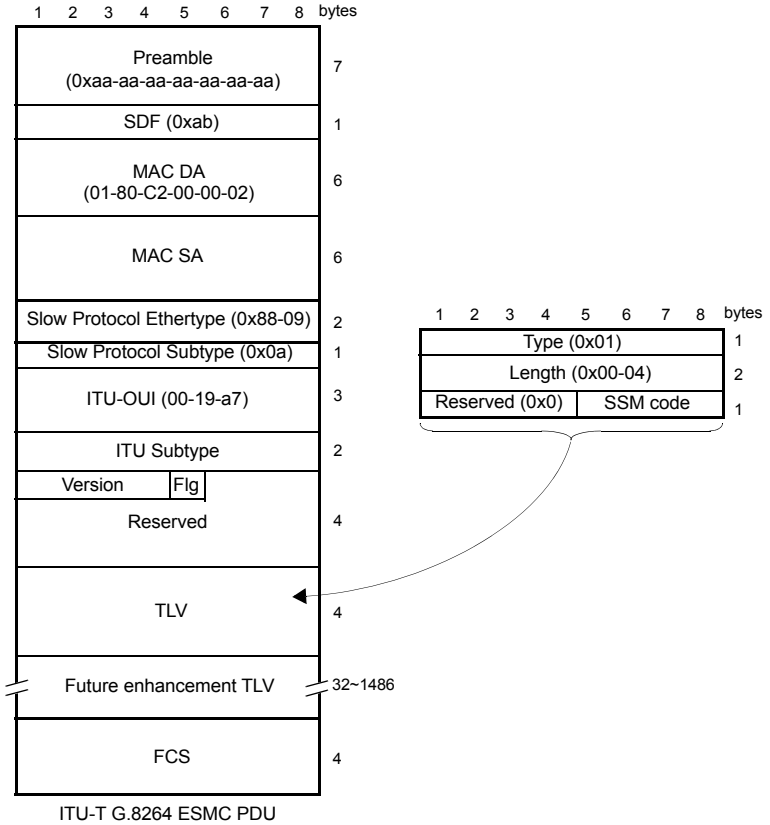 1 2 3 4 5 6 7 8 bytes
Preamble
(0xaa-aa-aa-aa-aa-aa-aa)
7
SDF (0xab)
1
MAC DA
(01-80-C2-00-00-02)
6
MAC SA
6
Slow Protocol Ethertype (0x88-09)
2
Slow Protocol Subtype (0x0a)
1
ITU-OUI (00-19-a7)
3
ITU Subtype
2
Version Flg
Reserved
4
TLV
4
Future enhancement TLV
32~1486
FCS
4
ITU-T G.8264 ESMC PDU
1 2 3 4 5 6 7 8 bytes
Type (0x01)
1
Length (0x00-04)
2
Reserved (0x0) SSM code
1